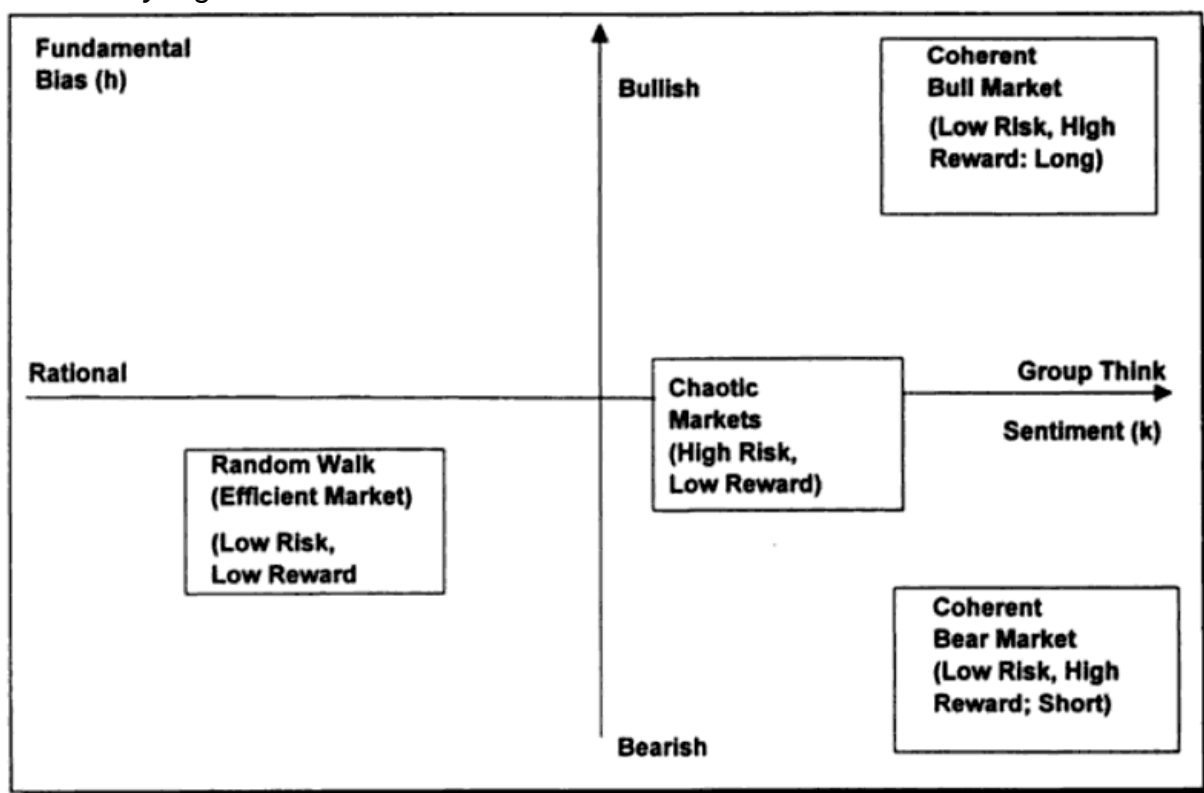 Fundamental
Bias (h)
Bullish
Coherent
Bull Market
(Low Risk, High
Reward: Long)
Rational
Group Think
Sentiment (k)
Chaotic
Markets
(High Risk,
Low Reward)
Random Walk
(Efficient Market)
(Low Risk,
Low Reward
Coherent
Bear Market
(Low Risk, High
Reward; Short)
Bearish